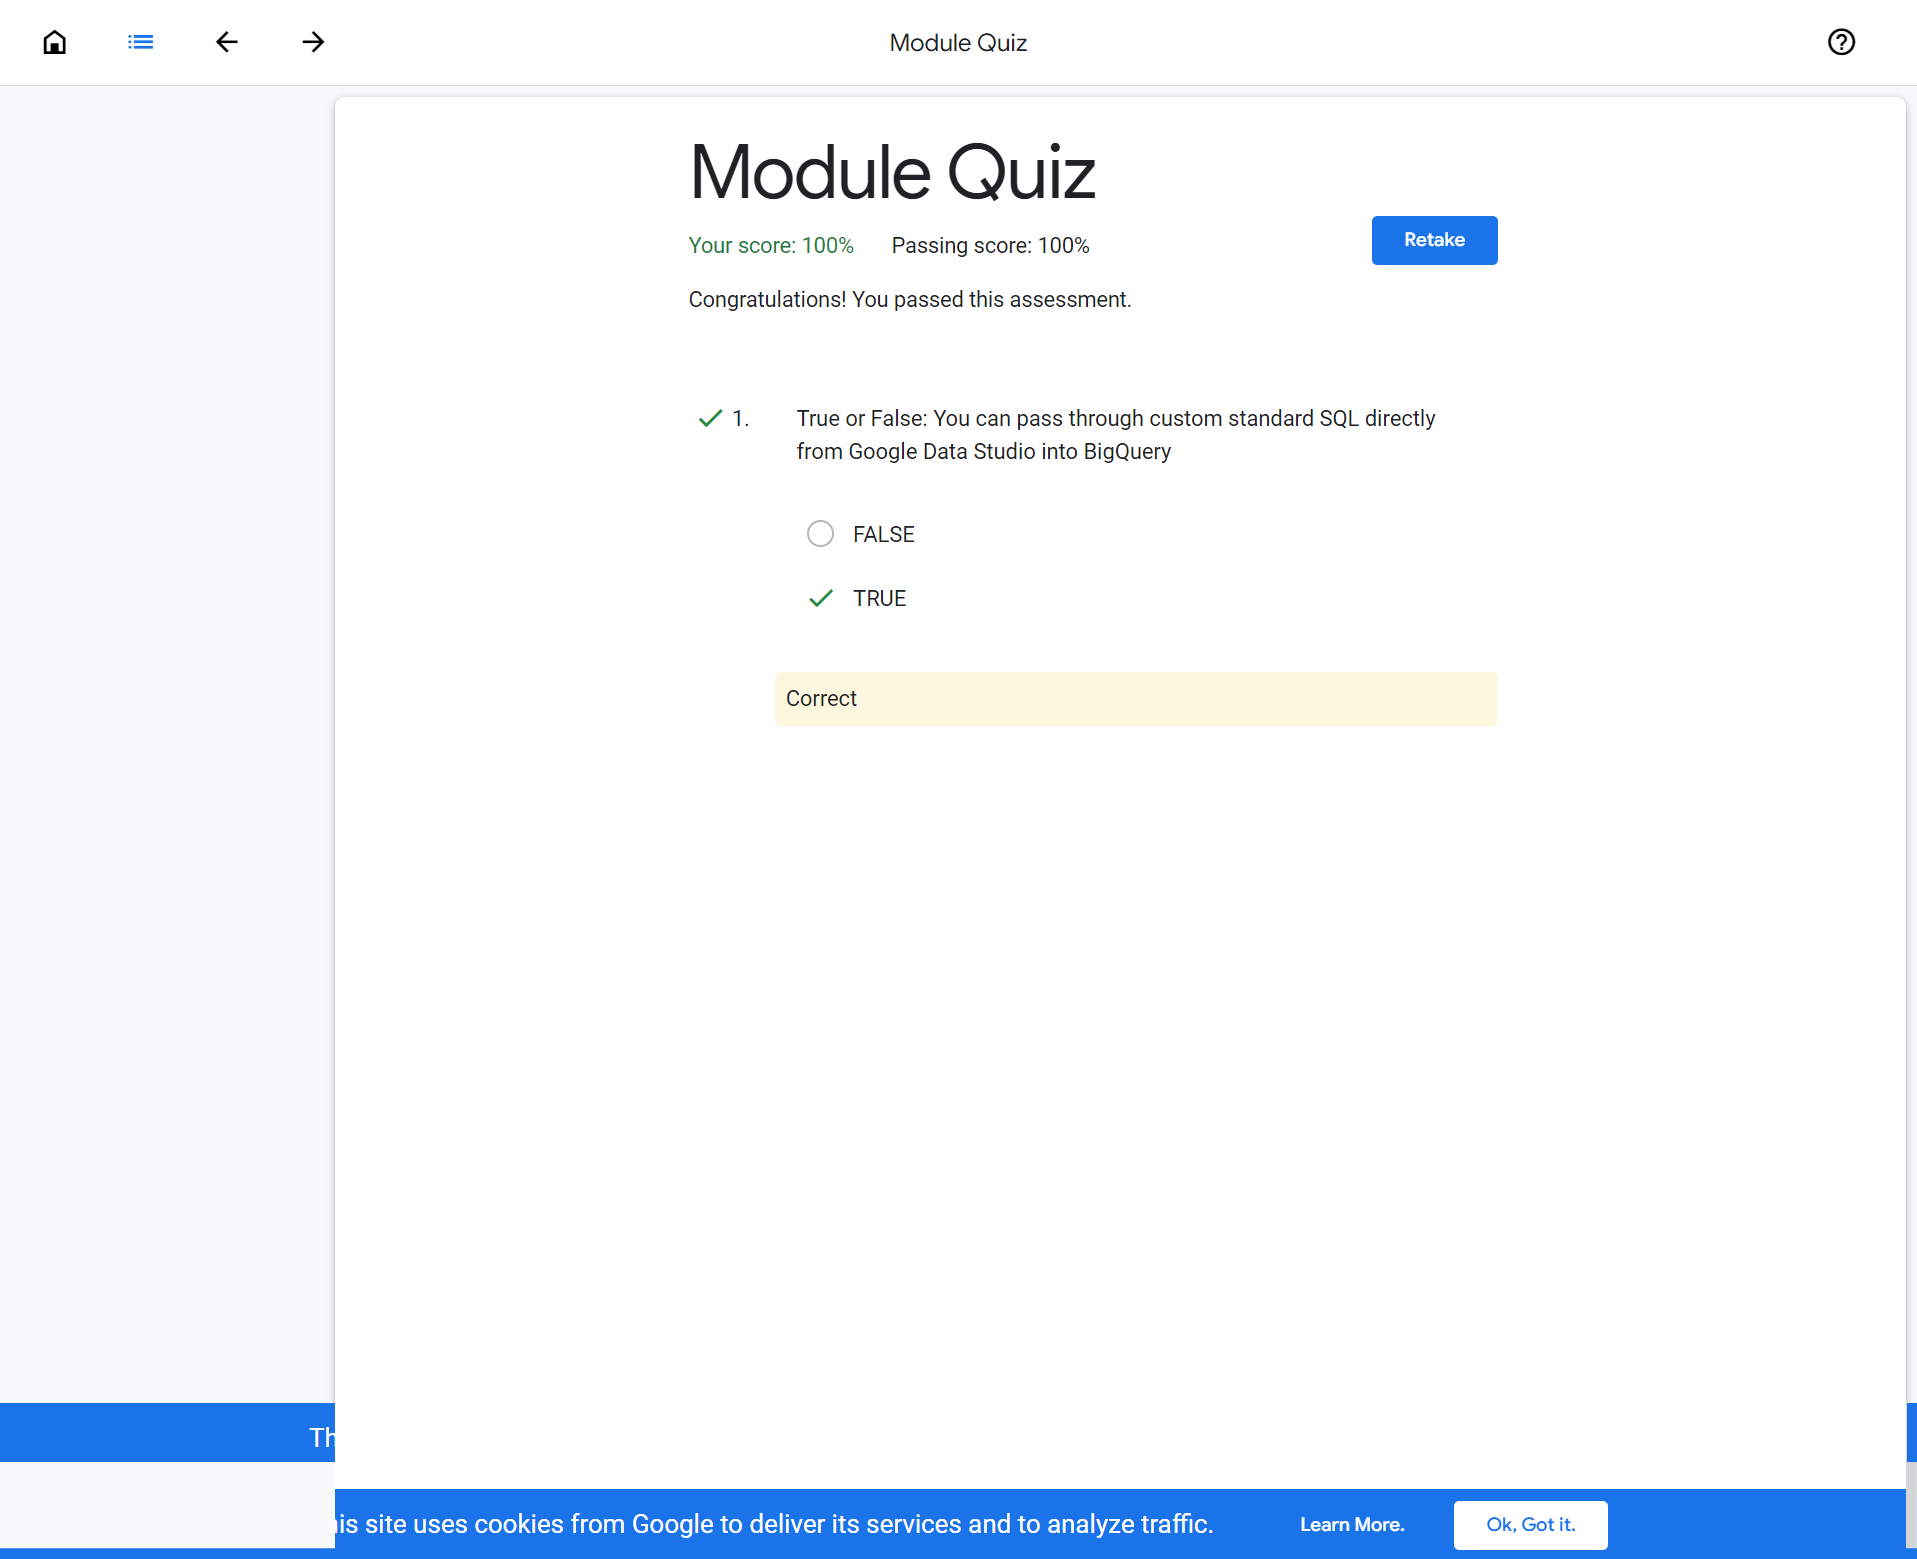 Module Quiz
Module Quiz
Your score: 100% Passing score: 100%
Retake
Congratulations! You passed this assessment.
1. True or False: You can pass through custom standard SQL directly
from Google Data Studio into BigQuery
FALSE
TRUE
Correct
Th
is site uses cookies from Google to deliver its services and to analyze traffic. Learn More. Ok, Got it.